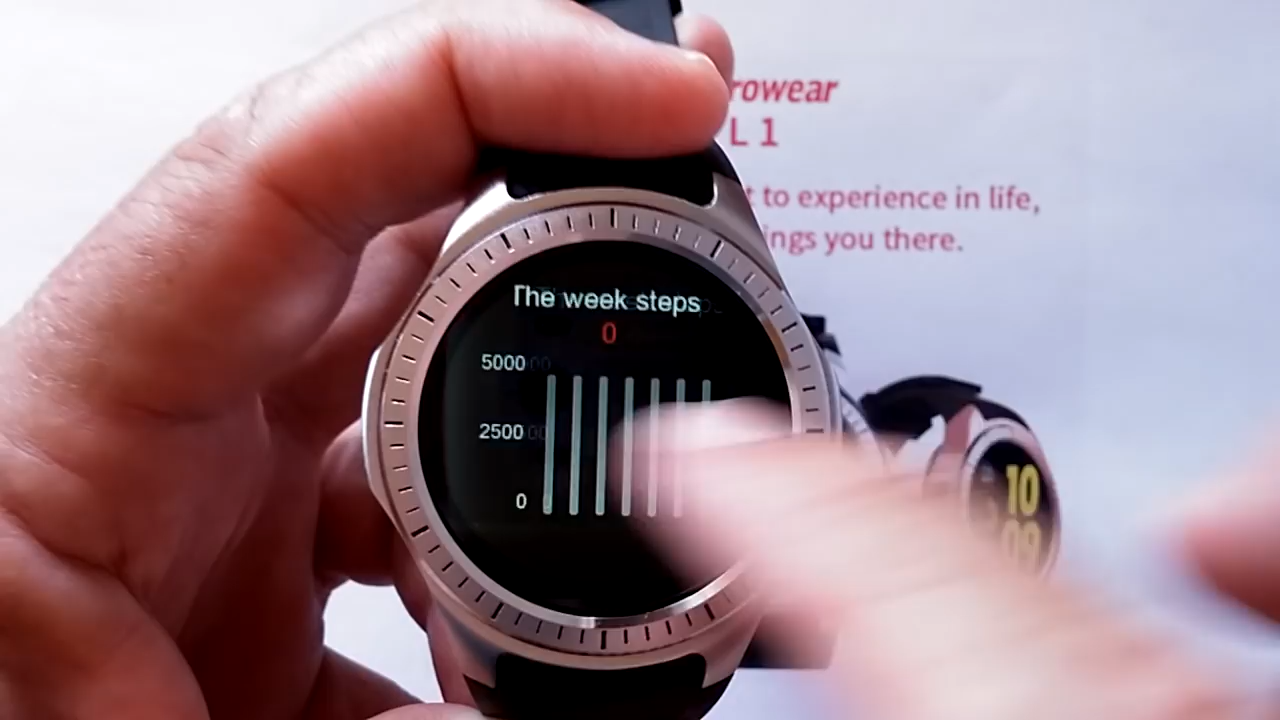 rowear
L 1
t to experience in life,
ings you there.
The week steps
0
5000
2500
0
10
09